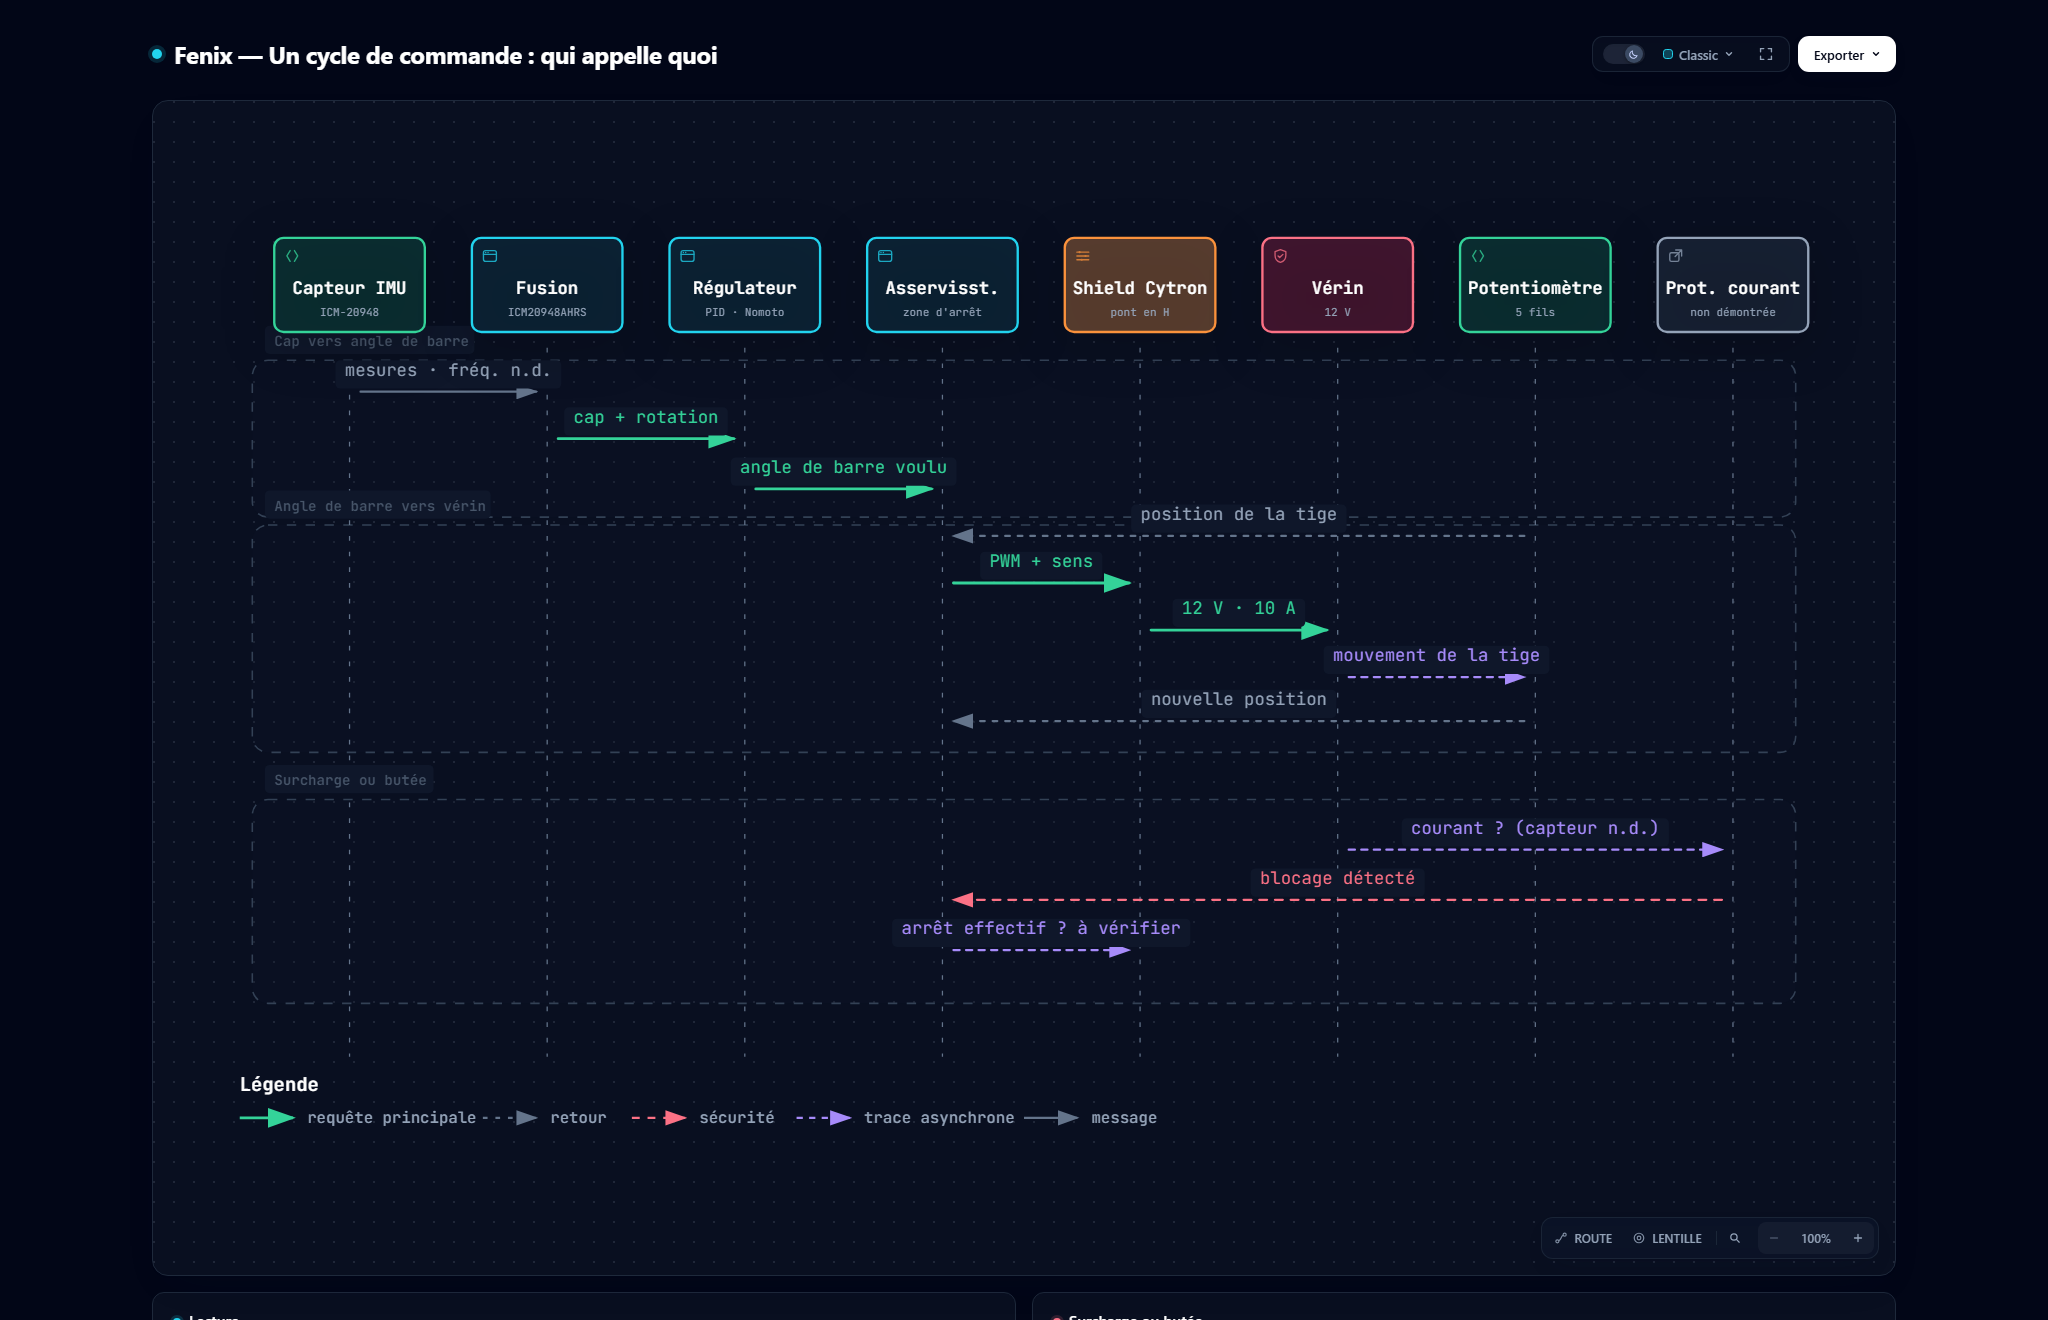 Fenix — Un cycle de commande : qui appelle quoi
Classic
Exporter
Capteur IMU
ICM-20948
Fusion
ICM20948AHRS
Régulateur
PID · Nomoto
Asservisst.
zone d'arrêt
Shield Cytron
pont en H
Vérin
12 V
Potentiomètre
5 fils
Prot. courant
non démontrée
Cap vers angle de barre
mesures · fréq. n.d.
cap + rotation
angle de barre voulu
Angle de barre vers vérin
position de la tige
PWM + sens
12 V · 10 A
mouvement de la tige
nouvelle position
Surcharge ou butée
courant ? (capteur n.d.)
blocage détecté
arrêt effectif ? à vérifier
Légende
requête principale
retour
sécurité
trace asynchrone
message
ROUTE
LENTILLE
100%
Lecture
Surcharge ou butée